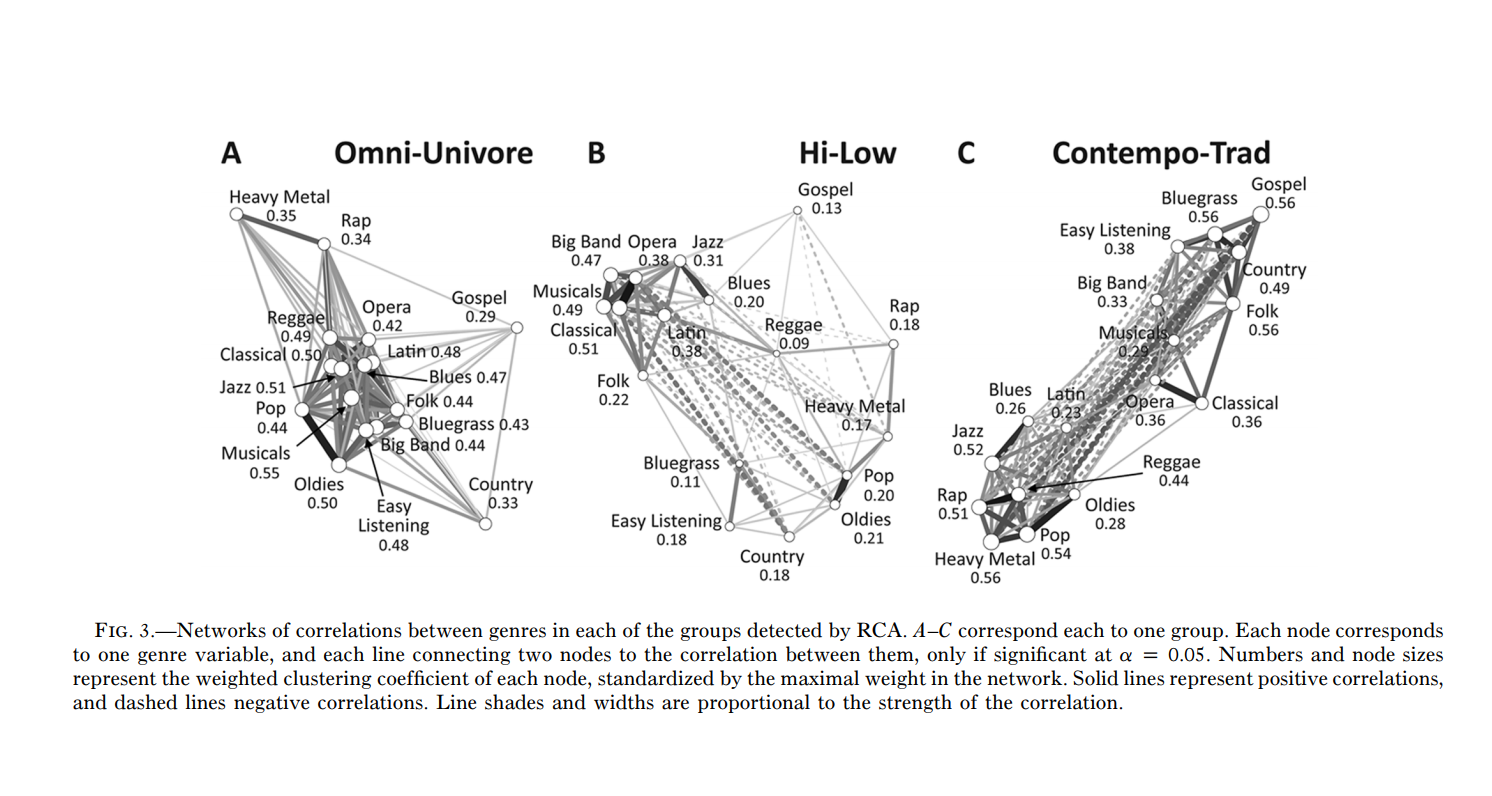 A Omni-Univore
Heavy Metal
0.35
Rap
0.34
Opera
0.42
Gospel
0.29
Reggae
0.49
Classical 0.50
Latin 0.48
Jazz 0.51
Blues 0.47
Pop
0.44
Folk 0.44
Bluegrass 0.43
Big Band 0.44
Musicals
0.55
Oldies
0.50
Easy
Listening
0.48
Country
0.33
B Hi-Low
Gospel
0.13
Big Band
0.47
Opera
0.38
Jazz
0.31
Musicals
0.49
Blues
0.20
Classical
0.51
Latin
0.38
Reggae
0.09
Rap
0.18
Folk
0.22
Heavy Metal
0.17
Bluegrass
0.11
Pop
0.20
Easy Listening
0.18
Oldies
0.21
Country
0.18
C Contempo-Trad
Gospel
0.56
Bluegrass
0.56
Easy Listening
0.38
Country
0.49
Big Band
0.33
Folk
0.56
Musicals
0.29
Blues
0.26
Latin
0.23
Opera
0.36
Classical
0.36
Jazz
0.52
Reggae
0.44
Rap
0.51
Oldies
0.28
Pop
0.54
Heavy Metal
0.56
FIG. 3.—Networks of correlations between genres in each of the groups detected by RCA. A–C correspond each to one group. Each node corresponds
to one genre variable, and each line connecting two nodes to the correlation between them, only if significant at α = 0.05. Numbers and node sizes
represent the weighted clustering coefficient of each node, standardized by the maximal weight in the network. Solid lines represent positive correlations,
and dashed lines negative correlations. Line shades and widths are proportional to the strength of the correlation.